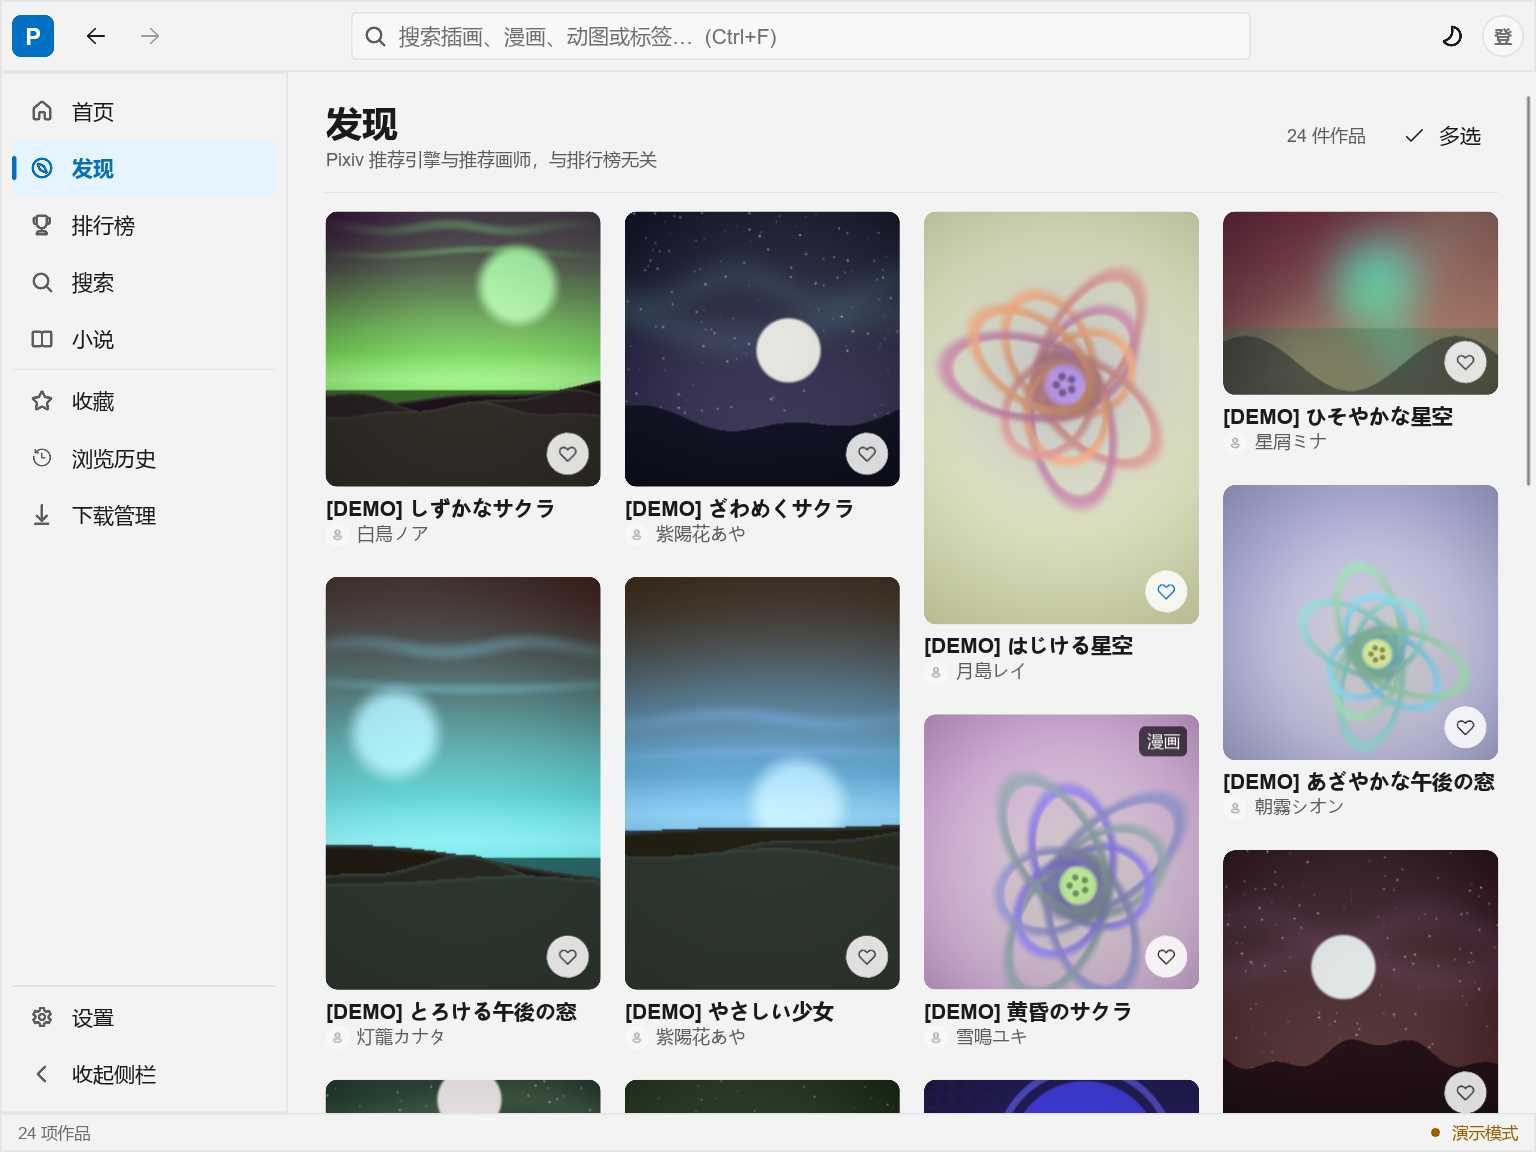 P
搜索插画、漫画、动图或标签… (Ctrl+F)
登
首页
发现
排行榜
搜索
小说
收藏
浏览历史
下载管理
设置
收起侧栏
发现
Pixiv 推荐引擎与推荐画师，与排行榜无关
24 件作品
多选
[DEMO] しずかなサクラ
白鳥ノア
[DEMO] ざわめくサクラ
紫陽花あや
[DEMO] はじける星空
月島レイ
[DEMO] ひそやかな星空
星屑ミナ
[DEMO] あざやかな午後の窓
朝霧シオン
[DEMO] とろける午後の窓
灯籠カナタ
[DEMO] やさしい少女
紫陽花あや
漫画
[DEMO] 黄昏のサクラ
雪鳴ユキ
24 项作品
演示模式